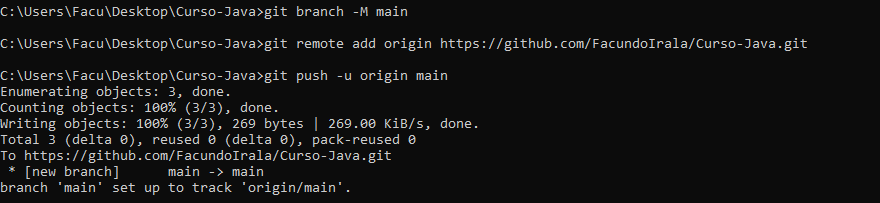 C:\Users\Facu\Desktop\Curso-Java>git branch -M main
C:\Users\Facu\Desktop\Curso-Java>git remote add origin https://github.com/FacundoIrala/Curso-Java.git
C:\Users\Facu\Desktop\Curso-Java>git push -u origin main
Enumerating objects: 3, done.
Counting objects: 100% (3/3), done.
Writing objects: 100% (3/3), 269 bytes | 269.00 KiB/s, done.
Total 3 (delta 0), reused 0 (delta 0), pack-reused 0
To https://github.com/FacundoIrala/Curso-Java.git
 * [new branch]      main -> main
branch 'main' set up to track 'origin/main'.